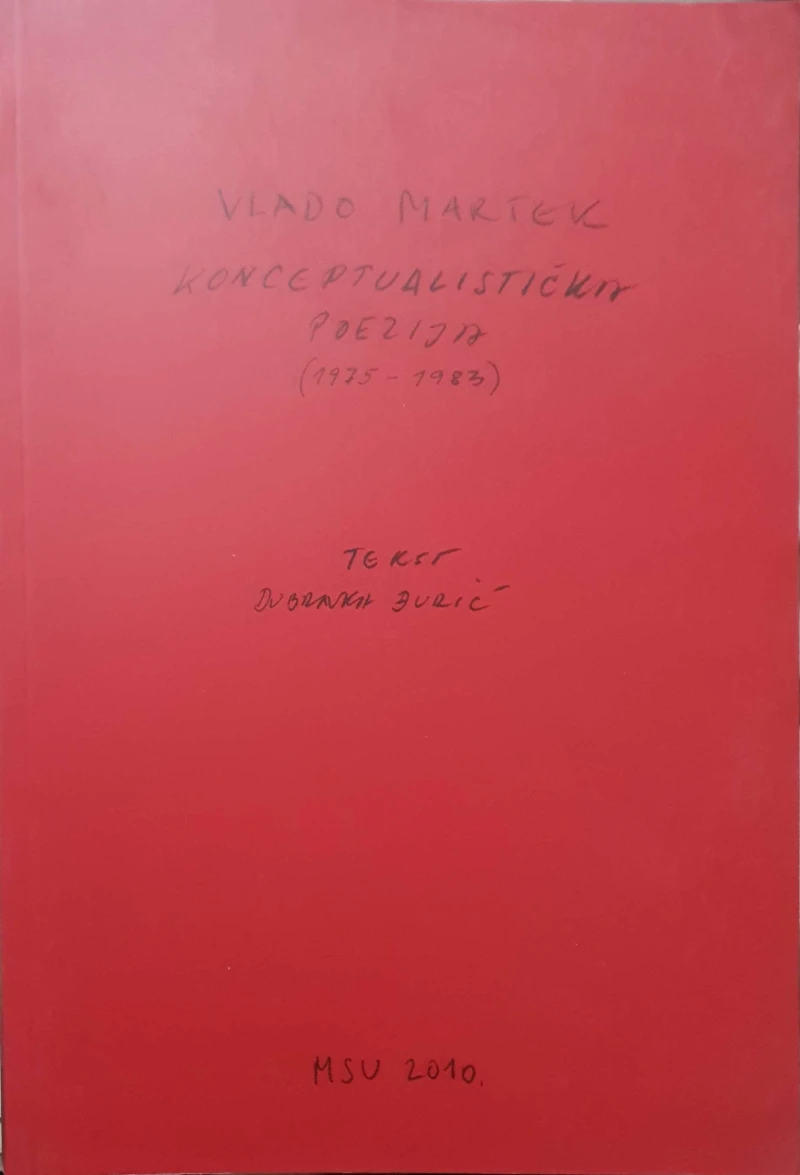 VLADO MARTEK
KONCEPTUALISTIČKA
POEZIJA
(1975 - 1983)
TEKST
DUBRAVKA ĐURIĆ
MSU 2010.